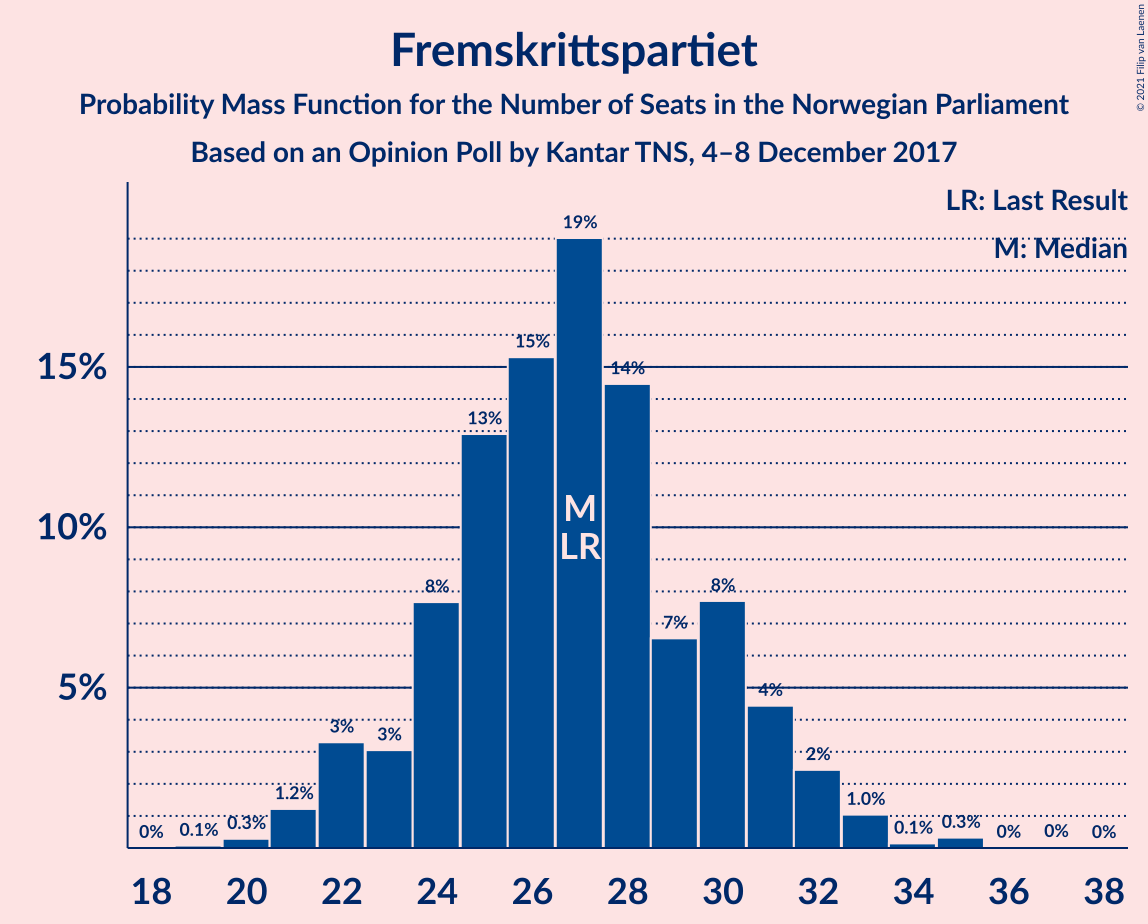 Fremskrittspartiet
Probability Mass Function for the Number of Seats in the Norwegian Parliament
Based on an Opinion Poll by Kantar TNS, 4–8 December 2017
© 2021 Filip van Laenen
LR: Last Result
M: Median
15%
10%
5%
0%
0.1%
0.3%
1.2%
3%
3%
8%
13%
15%
19%
14%
7%
8%
4%
2%
1.0%
0.1%
0.3%
0%
0%
0%
M
LR
18 20 22 24 26 28 30 32 34 36 38